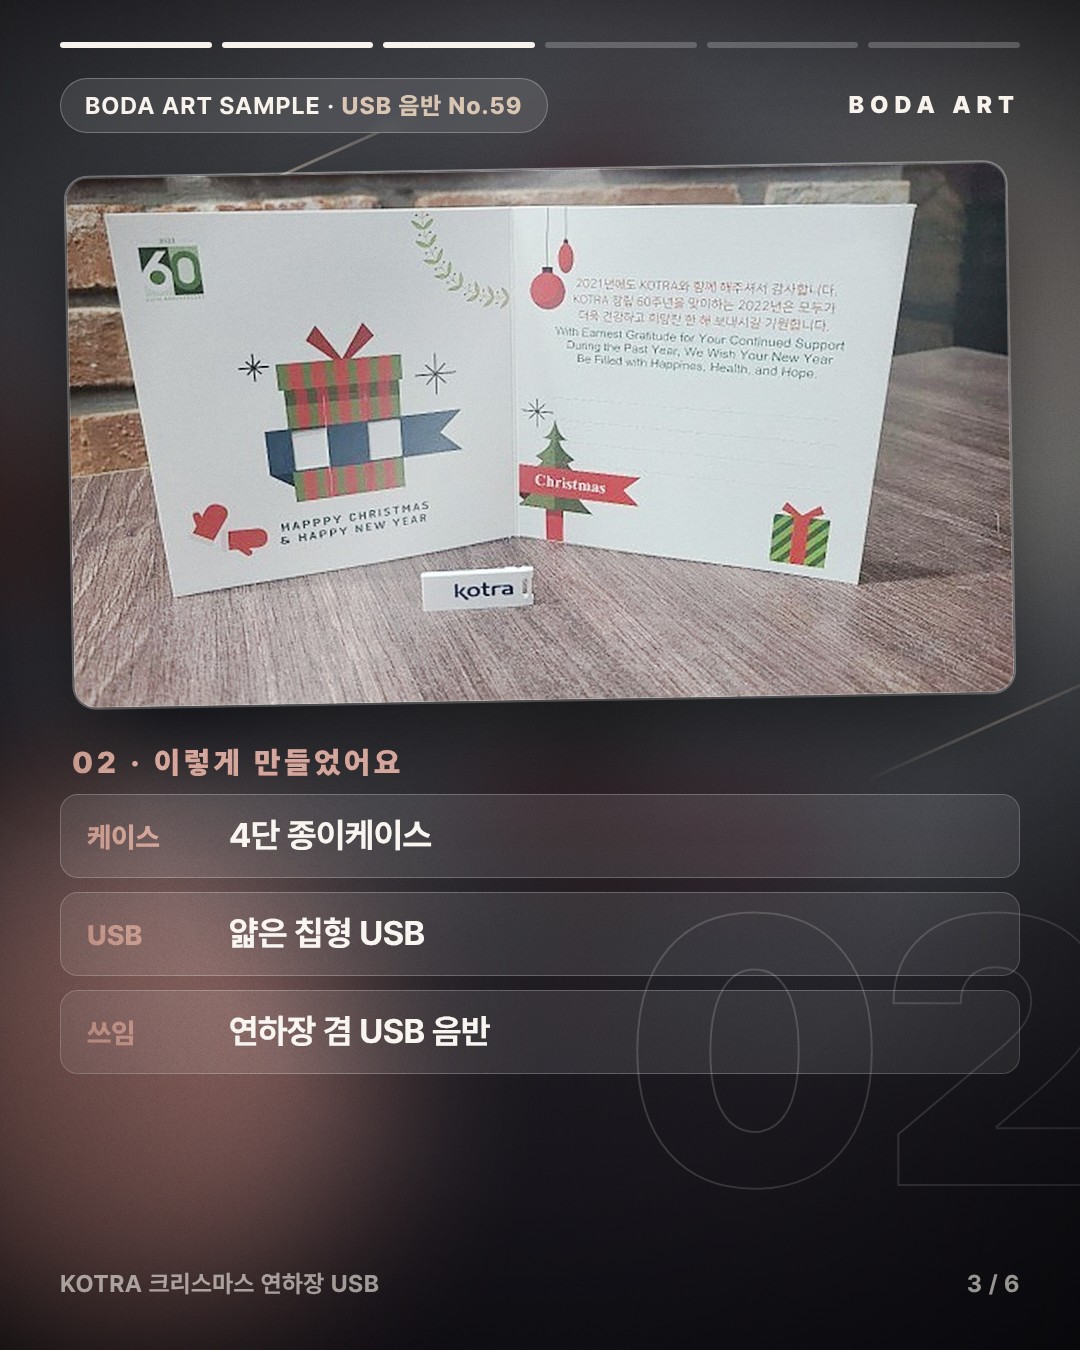 BODA ART SAMPLE · USB 음반 No.59
BODA ART
60
2021년에도 KOTRA와 함께 해주셔서 감사합니다.
KOTRA 창립 60주년을 맞이하는 2022년은 모두가
더욱 건강하고 희망찬 한 해 보내시길 기원합니다.
With Earnest Gratitude for Your Continued Support
During the Past Year, We Wish Your New Year
Be Filled with Happines, Health, and Hope.
Christmas
HAPPPY CHRISTMAS
& HAPPY NEW YEAR
kotra
02 · 이렇게 만들었어요
케이스 4단 종이케이스
USB 얇은 칩형 USB
쓰임 연하장 겸 USB 음반
02
KOTRA 크리스마스 연하장 USB
3 / 6